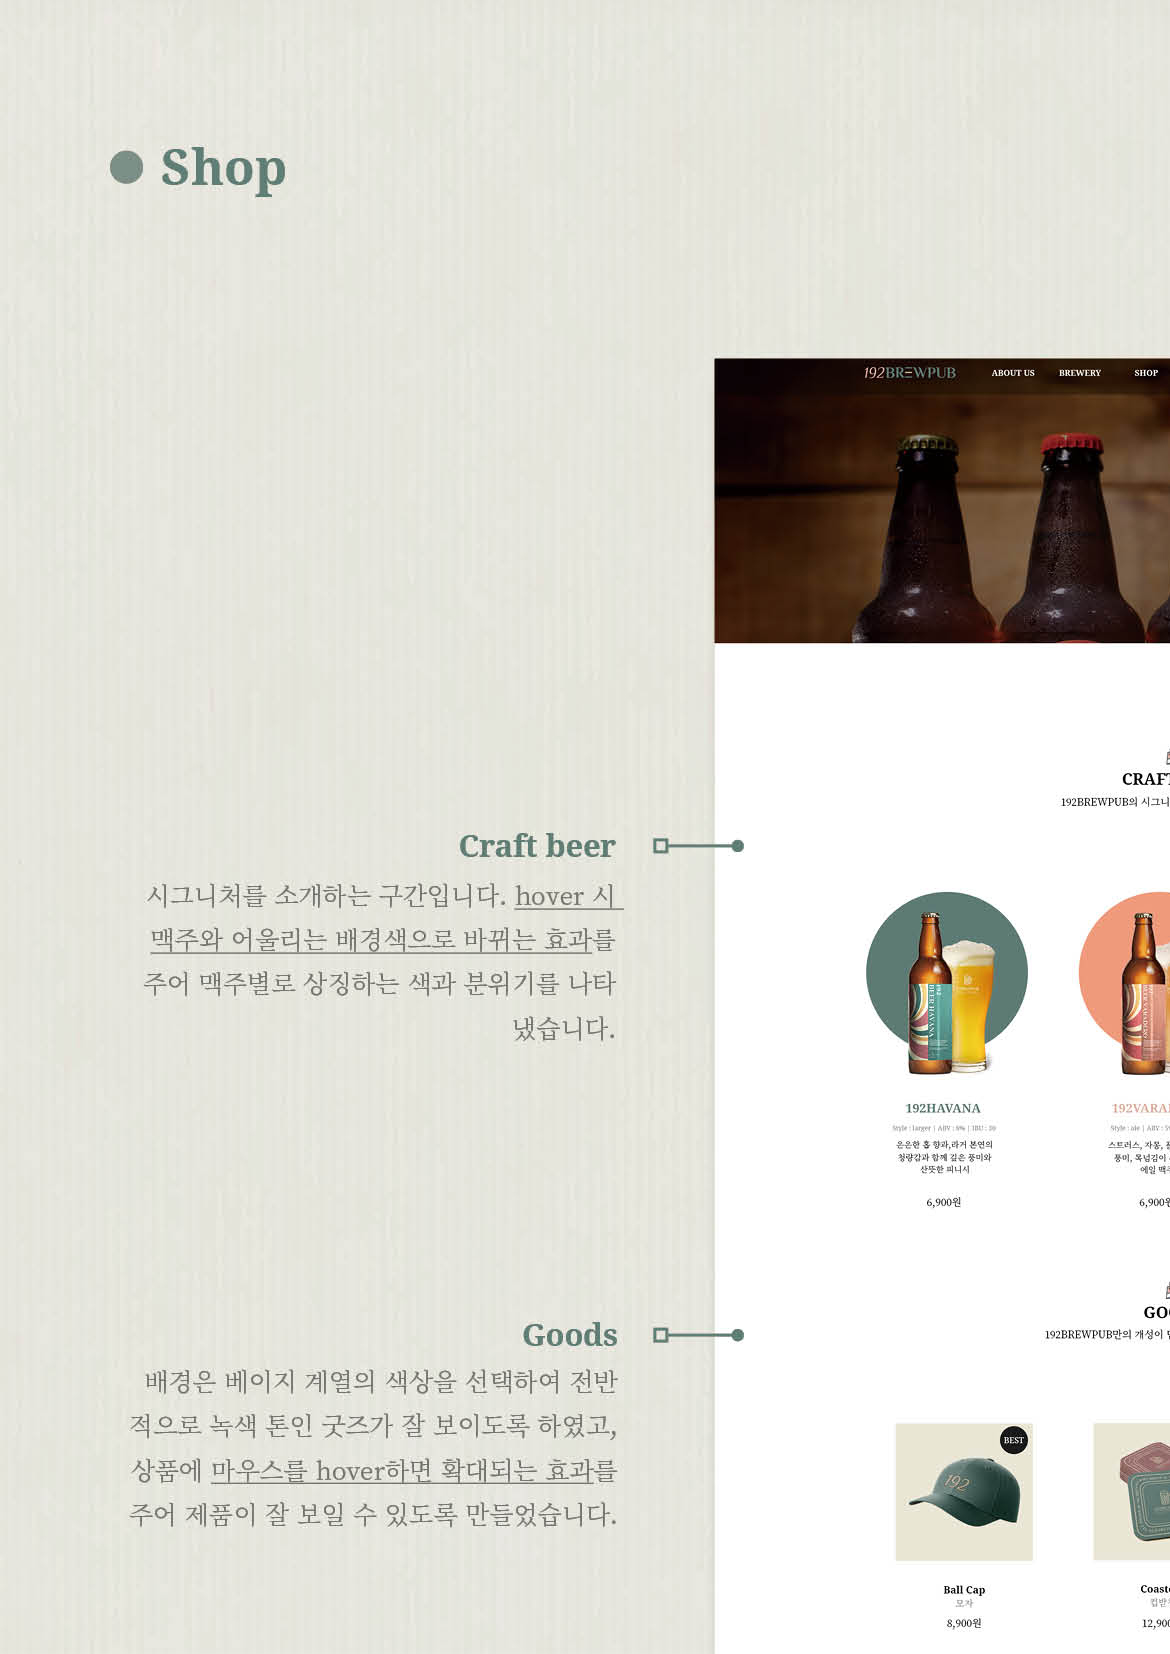 Shop
192BREWPUB ABOUT US BREWERY SHOP
Craft beer
시그니처를 소개하는 구간입니다. hover 시
맥주와 어울리는 배경색으로 바뀌는 효과를
주어 맥주별로 상징하는 색과 분위기를 나타
냈습니다.
CRAFT
192BREWPUB의 시그니
192
BEER HAVANA
192HAVANA
Style : larger | ABV : 6% | IBU : 20
은은한 홉 향과,라거 본연의
청량감과 함께 깊은 풍미와
산뜻한 피니시
6,900원
192VARA
Style : ale | ABV : 5%
스트러스, 자몽,
풍미, 목넘김이
에일 맥주
6,900원
Goods
배경은 베이지 계열의 색상을 선택하여 전반
적으로 녹색 톤인 굿즈가 잘 보이도록 하였고,
상품에 마우스를 hover하면 확대되는 효과를
주어 제품이 잘 보일 수 있도록 만들었습니다.
GOO
192BREWPUB만의 개성이
BEST
192
Ball Cap
모자
8,900원
Coaste
컵받
12,900